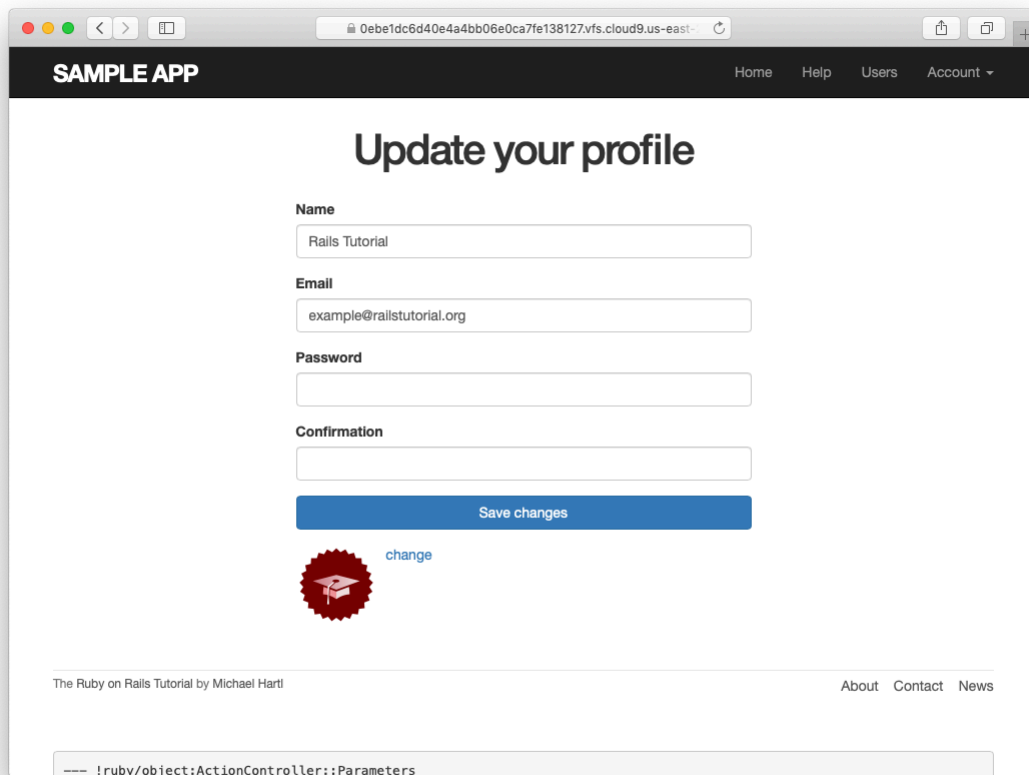 0ebe1dc6d40e4a4bb06e0ca7fe138127.vfs.cloud9.us-east-
SAMPLE APP Home Help Users Account
Update your profile
Name
Rails Tutorial
Email
example@railstutorial.org
Password
Confirmation
Save changes
change
The Ruby on Rails Tutorial by Michael Hartl About Contact News
--- !ruby/object:ActionController::Parameters